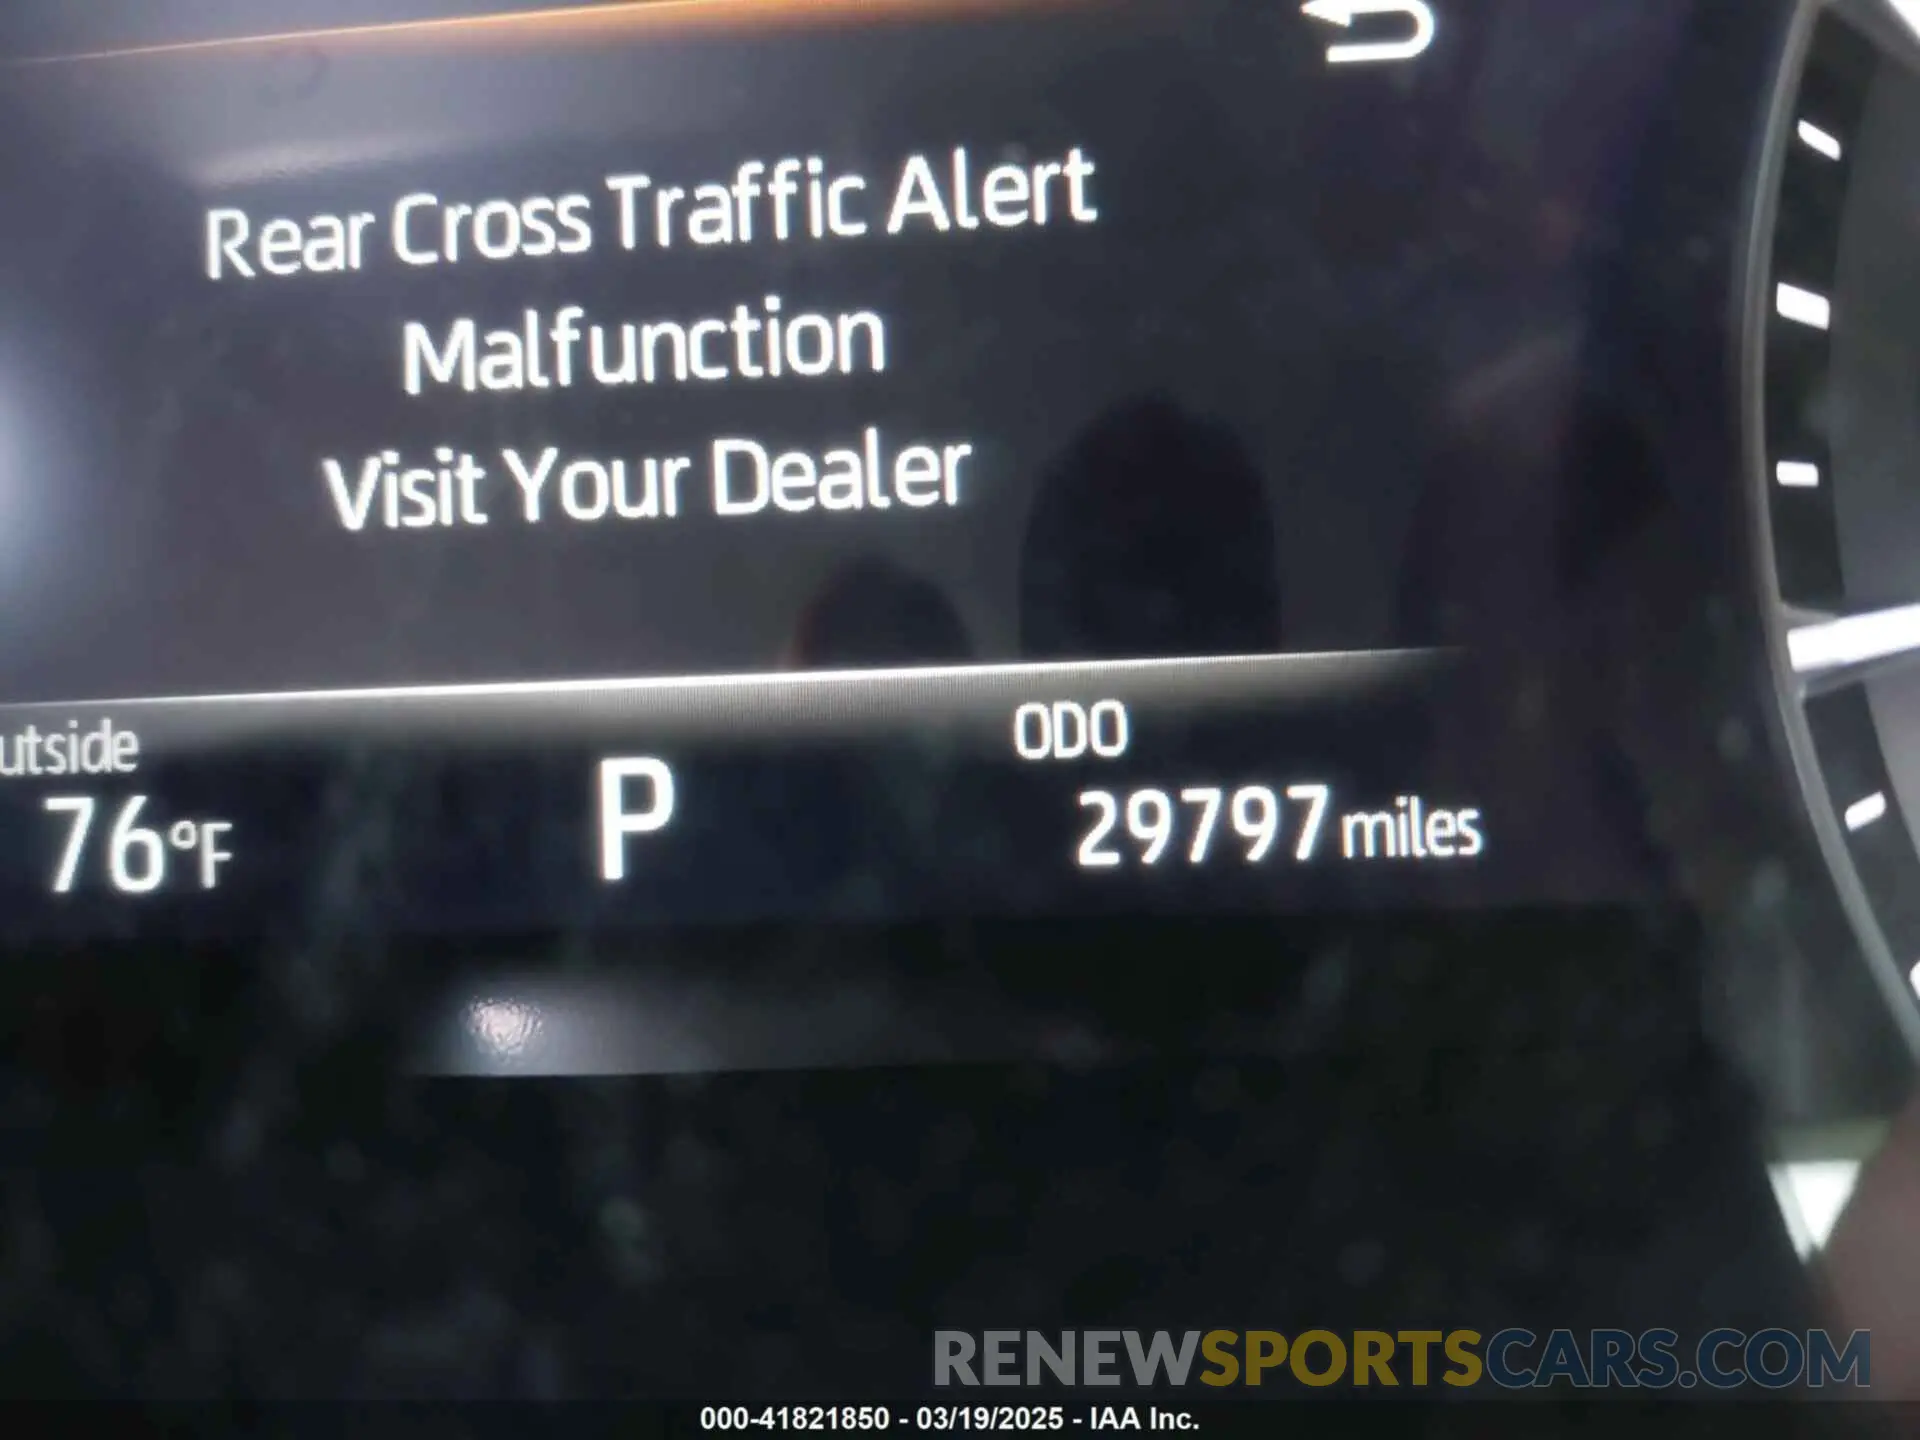 Rear Cross Traffic Alert
Malfunction
Visit Your Dealer
utside
76°F
P
ODO
29797 miles
RENEWSPORTSCARS.COM
000-41821850 - 03/19/2025 - IAA Inc.